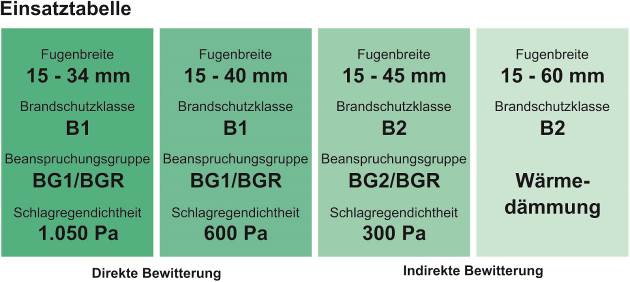 Einsatztabelle
Fugenbreite
15 - 34 mm
Brandschutzklasse
B1
Beanspruchungsgruppe
BG1/BGR
Schlagregendichtheit
1.050 Pa
Fugenbreite
15 - 40 mm
Brandschutzklasse
B1
Beanspruchungsgruppe
BG1/BGR
Schlagregendichtheit
600 Pa
Fugenbreite
15 - 45 mm
Brandschutzklasse
B2
Beanspruchungsgruppe
BG2/BGR
Schlagregendichtheit
300 Pa
Fugenbreite
15 - 60 mm
Brandschutzklasse
B2
Wärme-
dämmung
Direkte Bewitterung
Indirekte Bewitterung